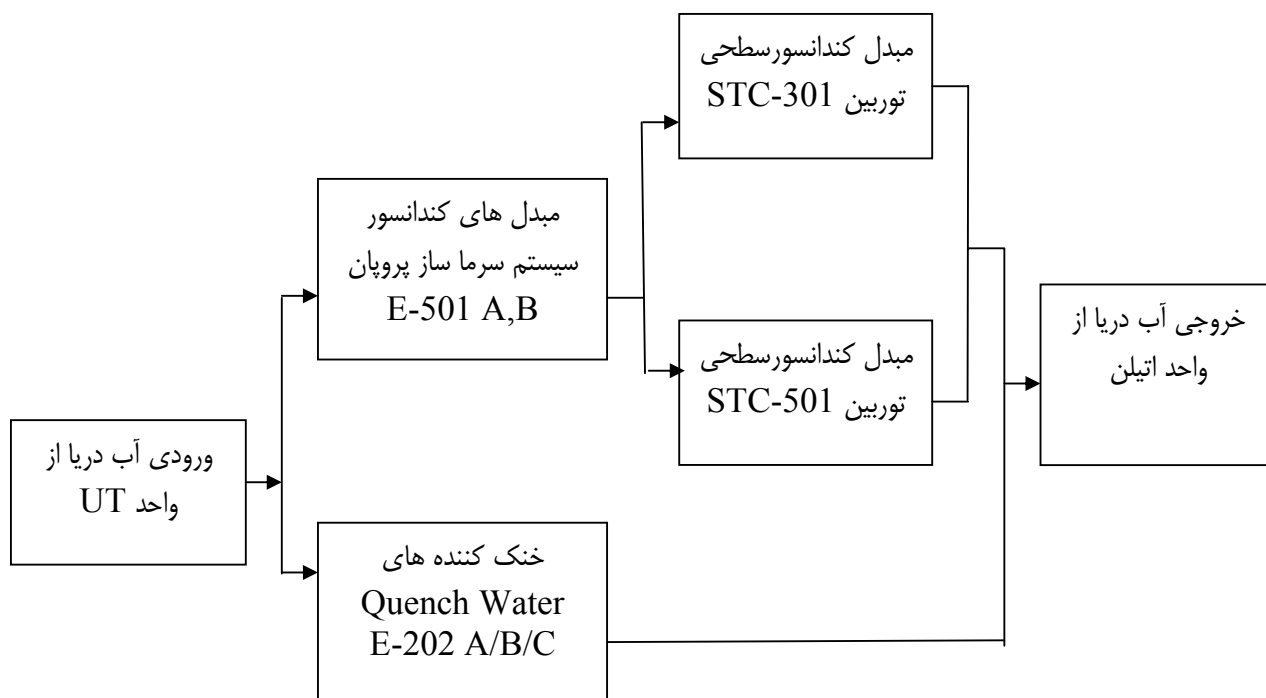 مبدل کندانسورسطحی
توربین STC-301
مبدل های کندانسور
سیستم سرما ساز پروپان
E-501 A,B
مبدل کندانسورسطحی
توربین STC-501
خروجی آب دریا از
واحد اتیلن
ورودی آب دریا از
واحد UT
خنک کننده های
Quench Water
E-202 A/B/C